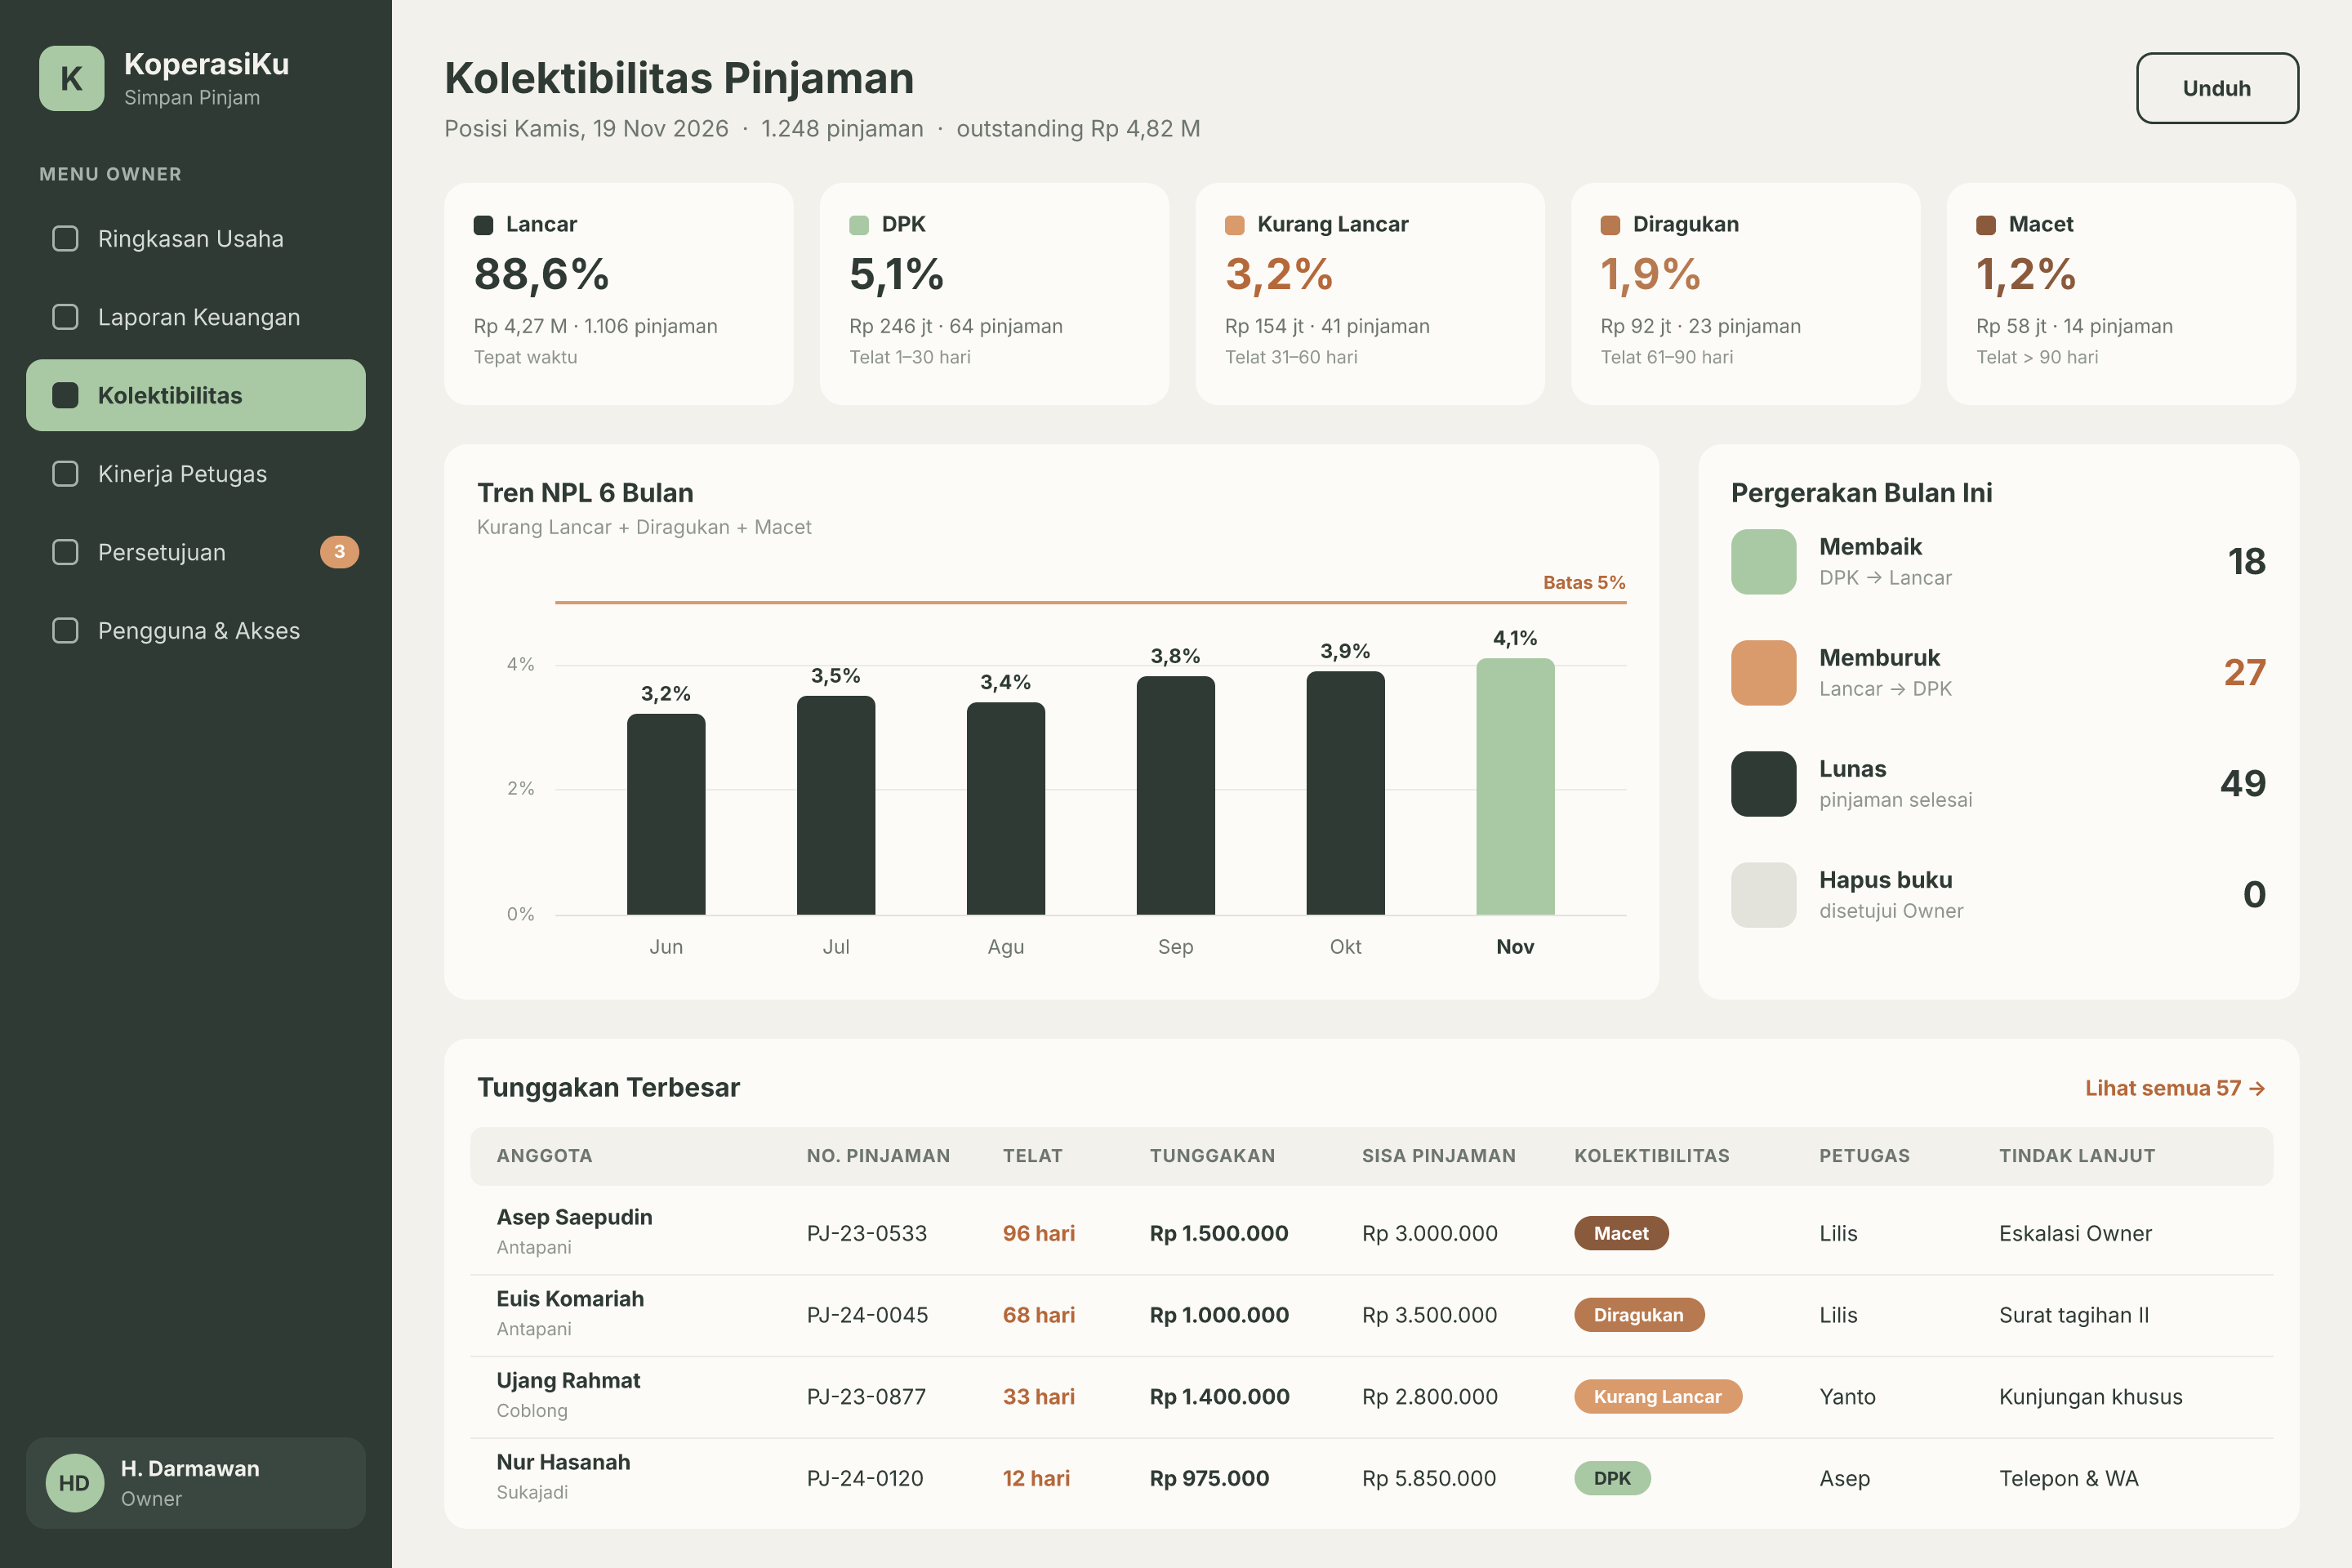 K
KoperasiKu
Simpan Pinjam
MENU OWNER
Ringkasan Usaha
Laporan Keuangan
Kolektibilitas
Kinerja Petugas
Persetujuan 3
Pengguna & Akses
HD
H. Darmawan
Owner
Kolektibilitas Pinjaman
Posisi Kamis, 19 Nov 2026 · 1.248 pinjaman · outstanding Rp 4,82 M
Unduh
Lancar
88,6%
Rp 4,27 M · 1.106 pinjaman
Tepat waktu
DPK
5,1%
Rp 246 jt · 64 pinjaman
Telat 1–30 hari
Kurang Lancar
3,2%
Rp 154 jt · 41 pinjaman
Telat 31–60 hari
Diragukan
1,9%
Rp 92 jt · 23 pinjaman
Telat 61–90 hari
Macet
1,2%
Rp 58 jt · 14 pinjaman
Telat > 90 hari
Tren NPL 6 Bulan
Kurang Lancar + Diragukan + Macet
Batas 5%
4%
2%
0%
3,2%
3,5%
3,4%
3,8%
3,9%
4,1%
Jun
Jul
Agu
Sep
Okt
Nov
Pergerakan Bulan Ini
Membaik
DPK → Lancar
18
Memburuk
Lancar → DPK
27
Lunas
pinjaman selesai
49
Hapus buku
disetujui Owner
0
Tunggakan Terbesar
Lihat semua 57 →
ANGGOTA NO. PINJAMAN TELAT TUNGGAKAN SISA PINJAMAN KOLEKTIBILITAS PETUGAS TINDAK LANJUT
Asep Saepudin
Antapani
PJ-23-0533 96 hari Rp 1.500.000 Rp 3.000.000 Macet Lilis Eskalasi Owner
Euis Komariah
Antapani
PJ-24-0045 68 hari Rp 1.000.000 Rp 3.500.000 Diragukan Lilis Surat tagihan II
Ujang Rahmat
Coblong
PJ-23-0877 33 hari Rp 1.400.000 Rp 2.800.000 Kurang Lancar Yanto Kunjungan khusus
Nur Hasanah
Sukajadi
PJ-24-0120 12 hari Rp 975.000 Rp 5.850.000 DPK Asep Telepon & WA